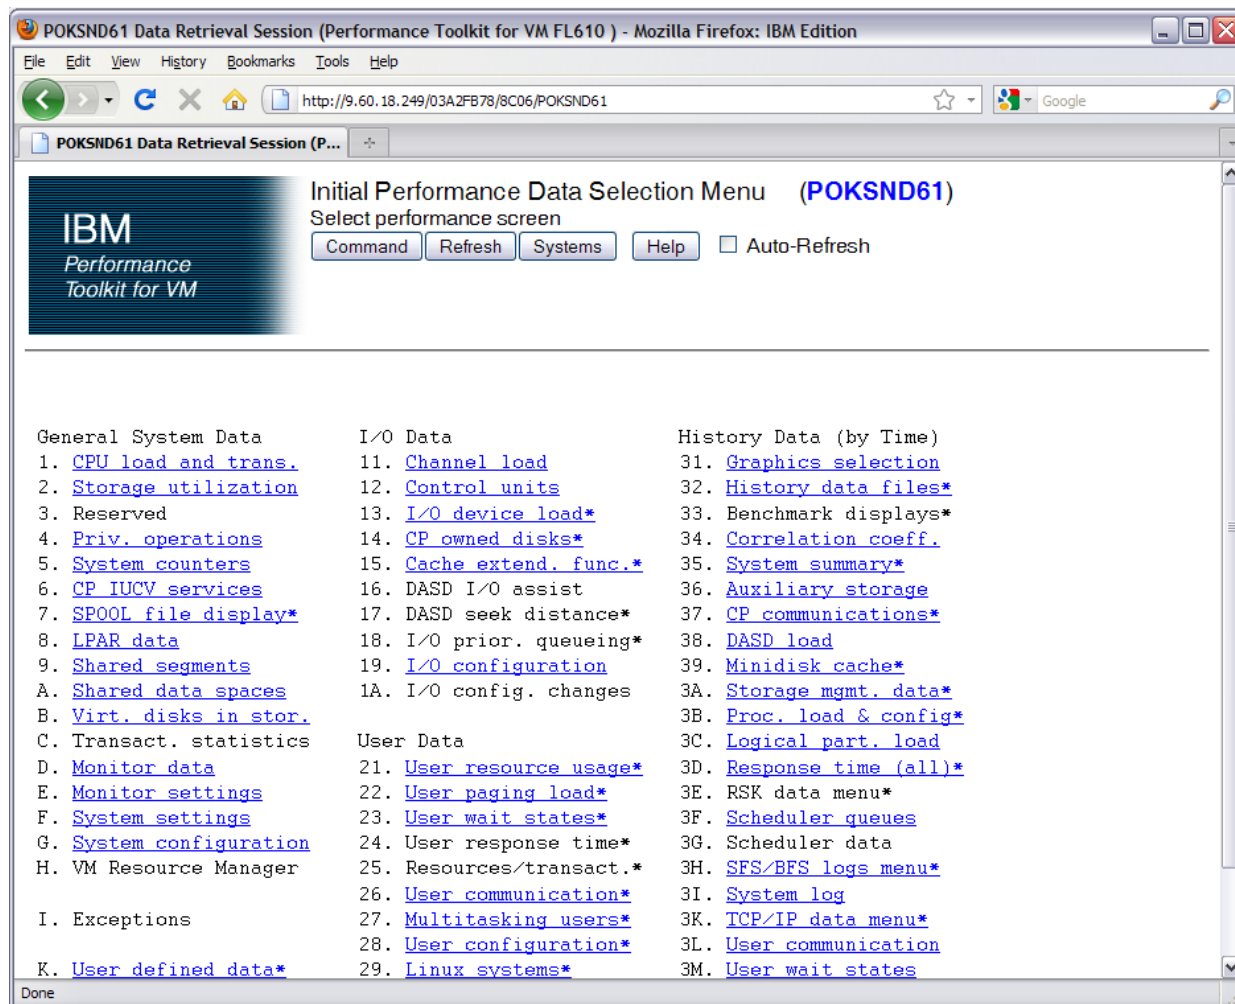 POKSND61 Data Retrieval Session (Performance Toolkit for VM FL610 ) - Mozilla Firefox: IBM Edition
File Edit View History Bookmarks Tools Help
http://9.60.18.249/03A2FB78/8C06/POKSND61
Google
POKSND61 Data Retrieval Session (P...
IBM
Performance
Toolkit for VM
Initial Performance Data Selection Menu (POKSND61)
Select performance screen
Command Refresh Systems Help Auto-Refresh
General System Data I/O Data History Data (by Time)
1. CPU load and trans. 11. Channel load 31. Graphics selection
2. Storage utilization 12. Control units 32. History data files*
3. Reserved 13. I/O device load* 33. Benchmark displays*
4. Priv. operations 14. CP owned disks* 34. Correlation coeff.
5. System counters 15. Cache extend. func.* 35. System summary*
6. CP IUCV services 16. DASD I/O assist 36. Auxiliary storage
7. SPOOL file display* 17. DASD seek distance* 37. CP communications*
8. LPAR data 18. I/O prior. queueing* 38. DASD load
9. Shared segments 19. I/O configuration 39. Minidisk cache*
A. Shared data spaces 1A. I/O config. changes 3A. Storage mgmt. data*
B. Virt. disks in stor. 3B. Proc. load & config*
C. Transact. statistics User Data 3C. Logical part. load
D. Monitor data 21. User resource usage* 3D. Response time (all)*
E. Monitor settings 22. User paging load* 3E. RSK data menu*
F. System settings 23. User wait states* 3F. Scheduler queues
G. System configuration 24. User response time* 3G. Scheduler data
H. VM Resource Manager 25. Resources/transact.* 3H. SFS/BFS logs menu*
26. User communication* 3I. System log
I. Exceptions 27. Multitasking users* 3K. TCP/IP data menu*
28. User configuration* 3L. User communication
K. User defined data* 29. Linux systems* 3M. User wait states
Done